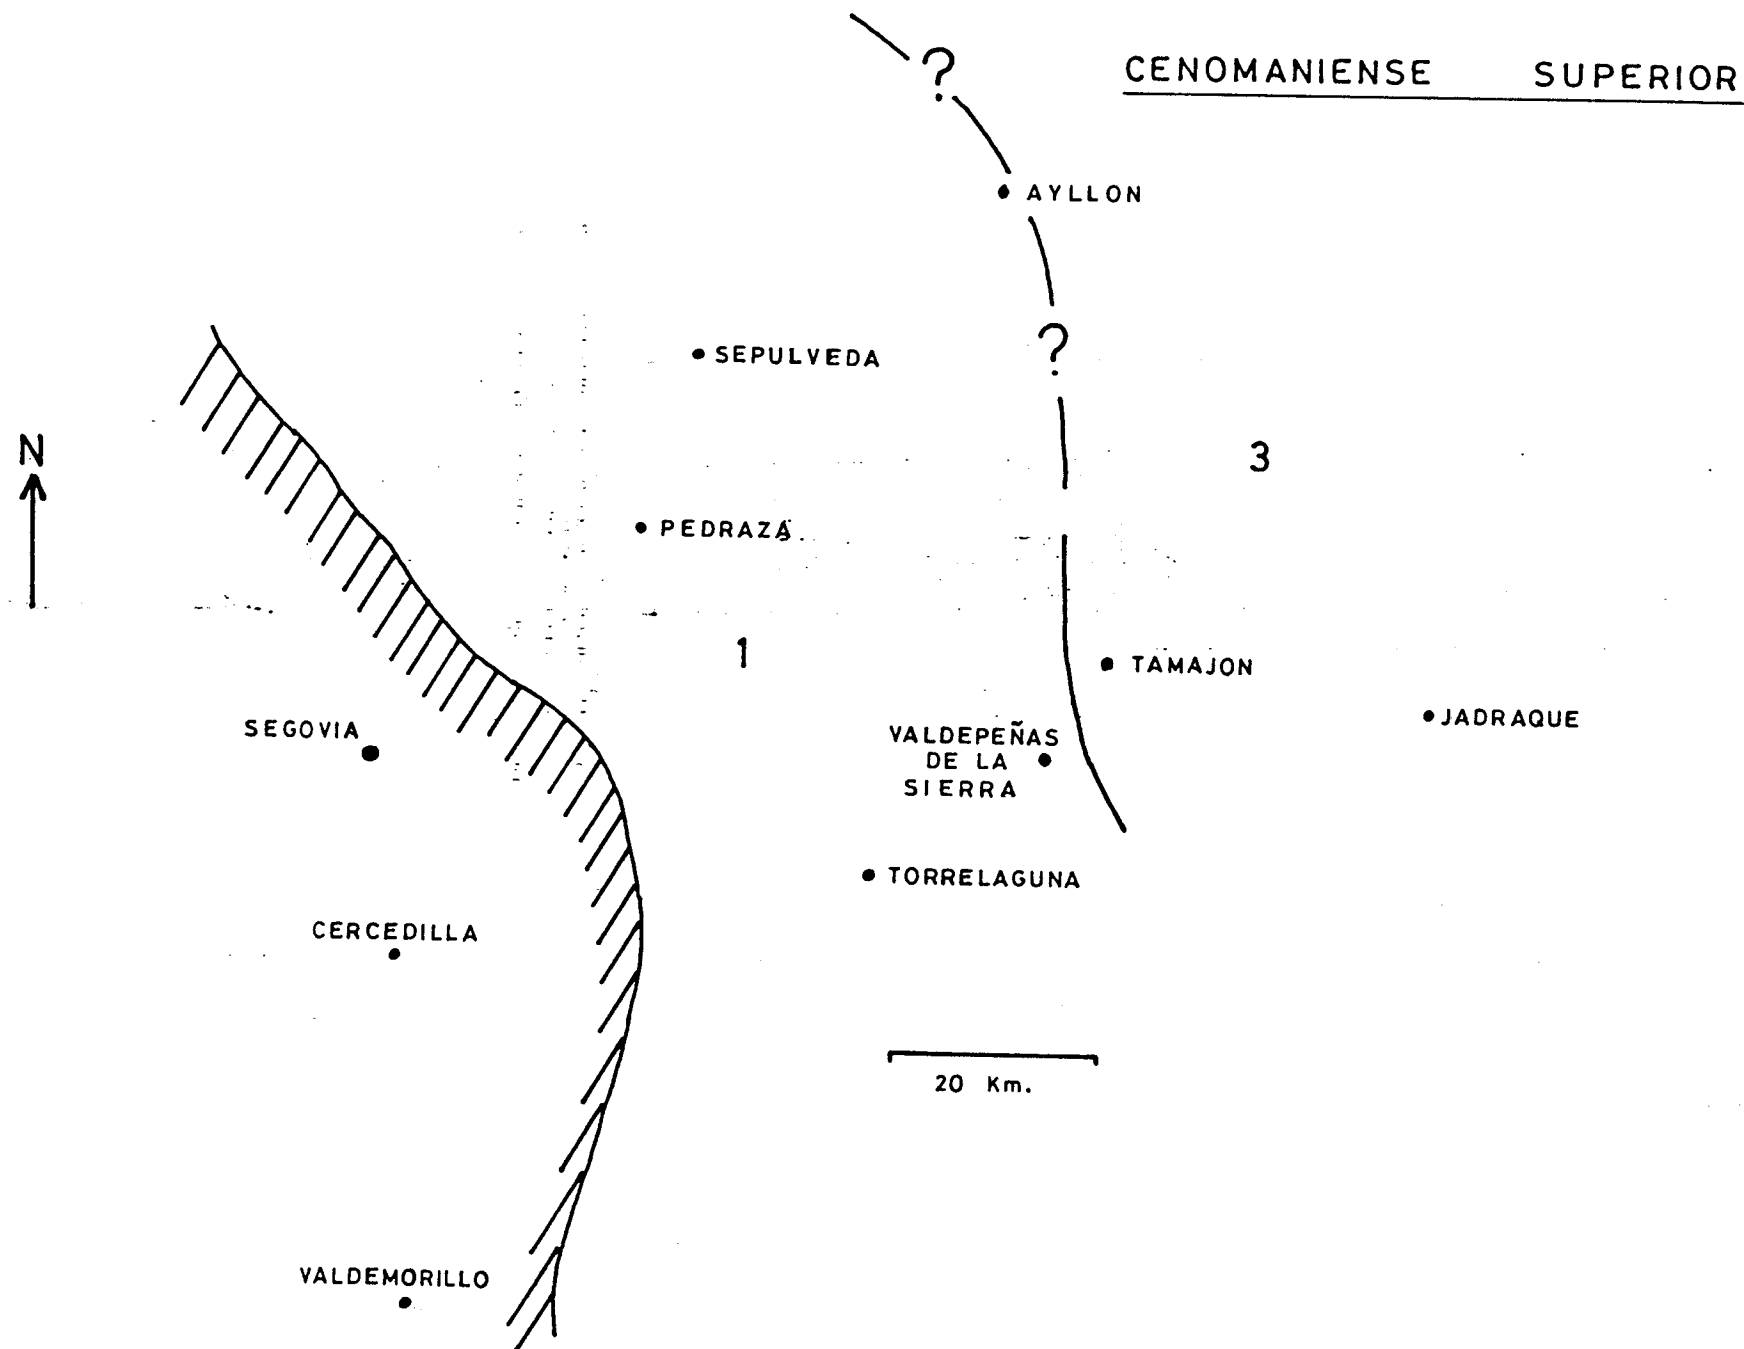 CENOMANIENSE SUPERIOR
?
AYLLON
?
SEPULVEDA
N
3
PEDRAZA
1
TAMAJON
SEGOVIA
JADRAQUE
VALDEPEÑAS
DE LA
SIERRA
TORRELAGUNA
CERCEDILLA
20 Km.
VALDEMORILLO